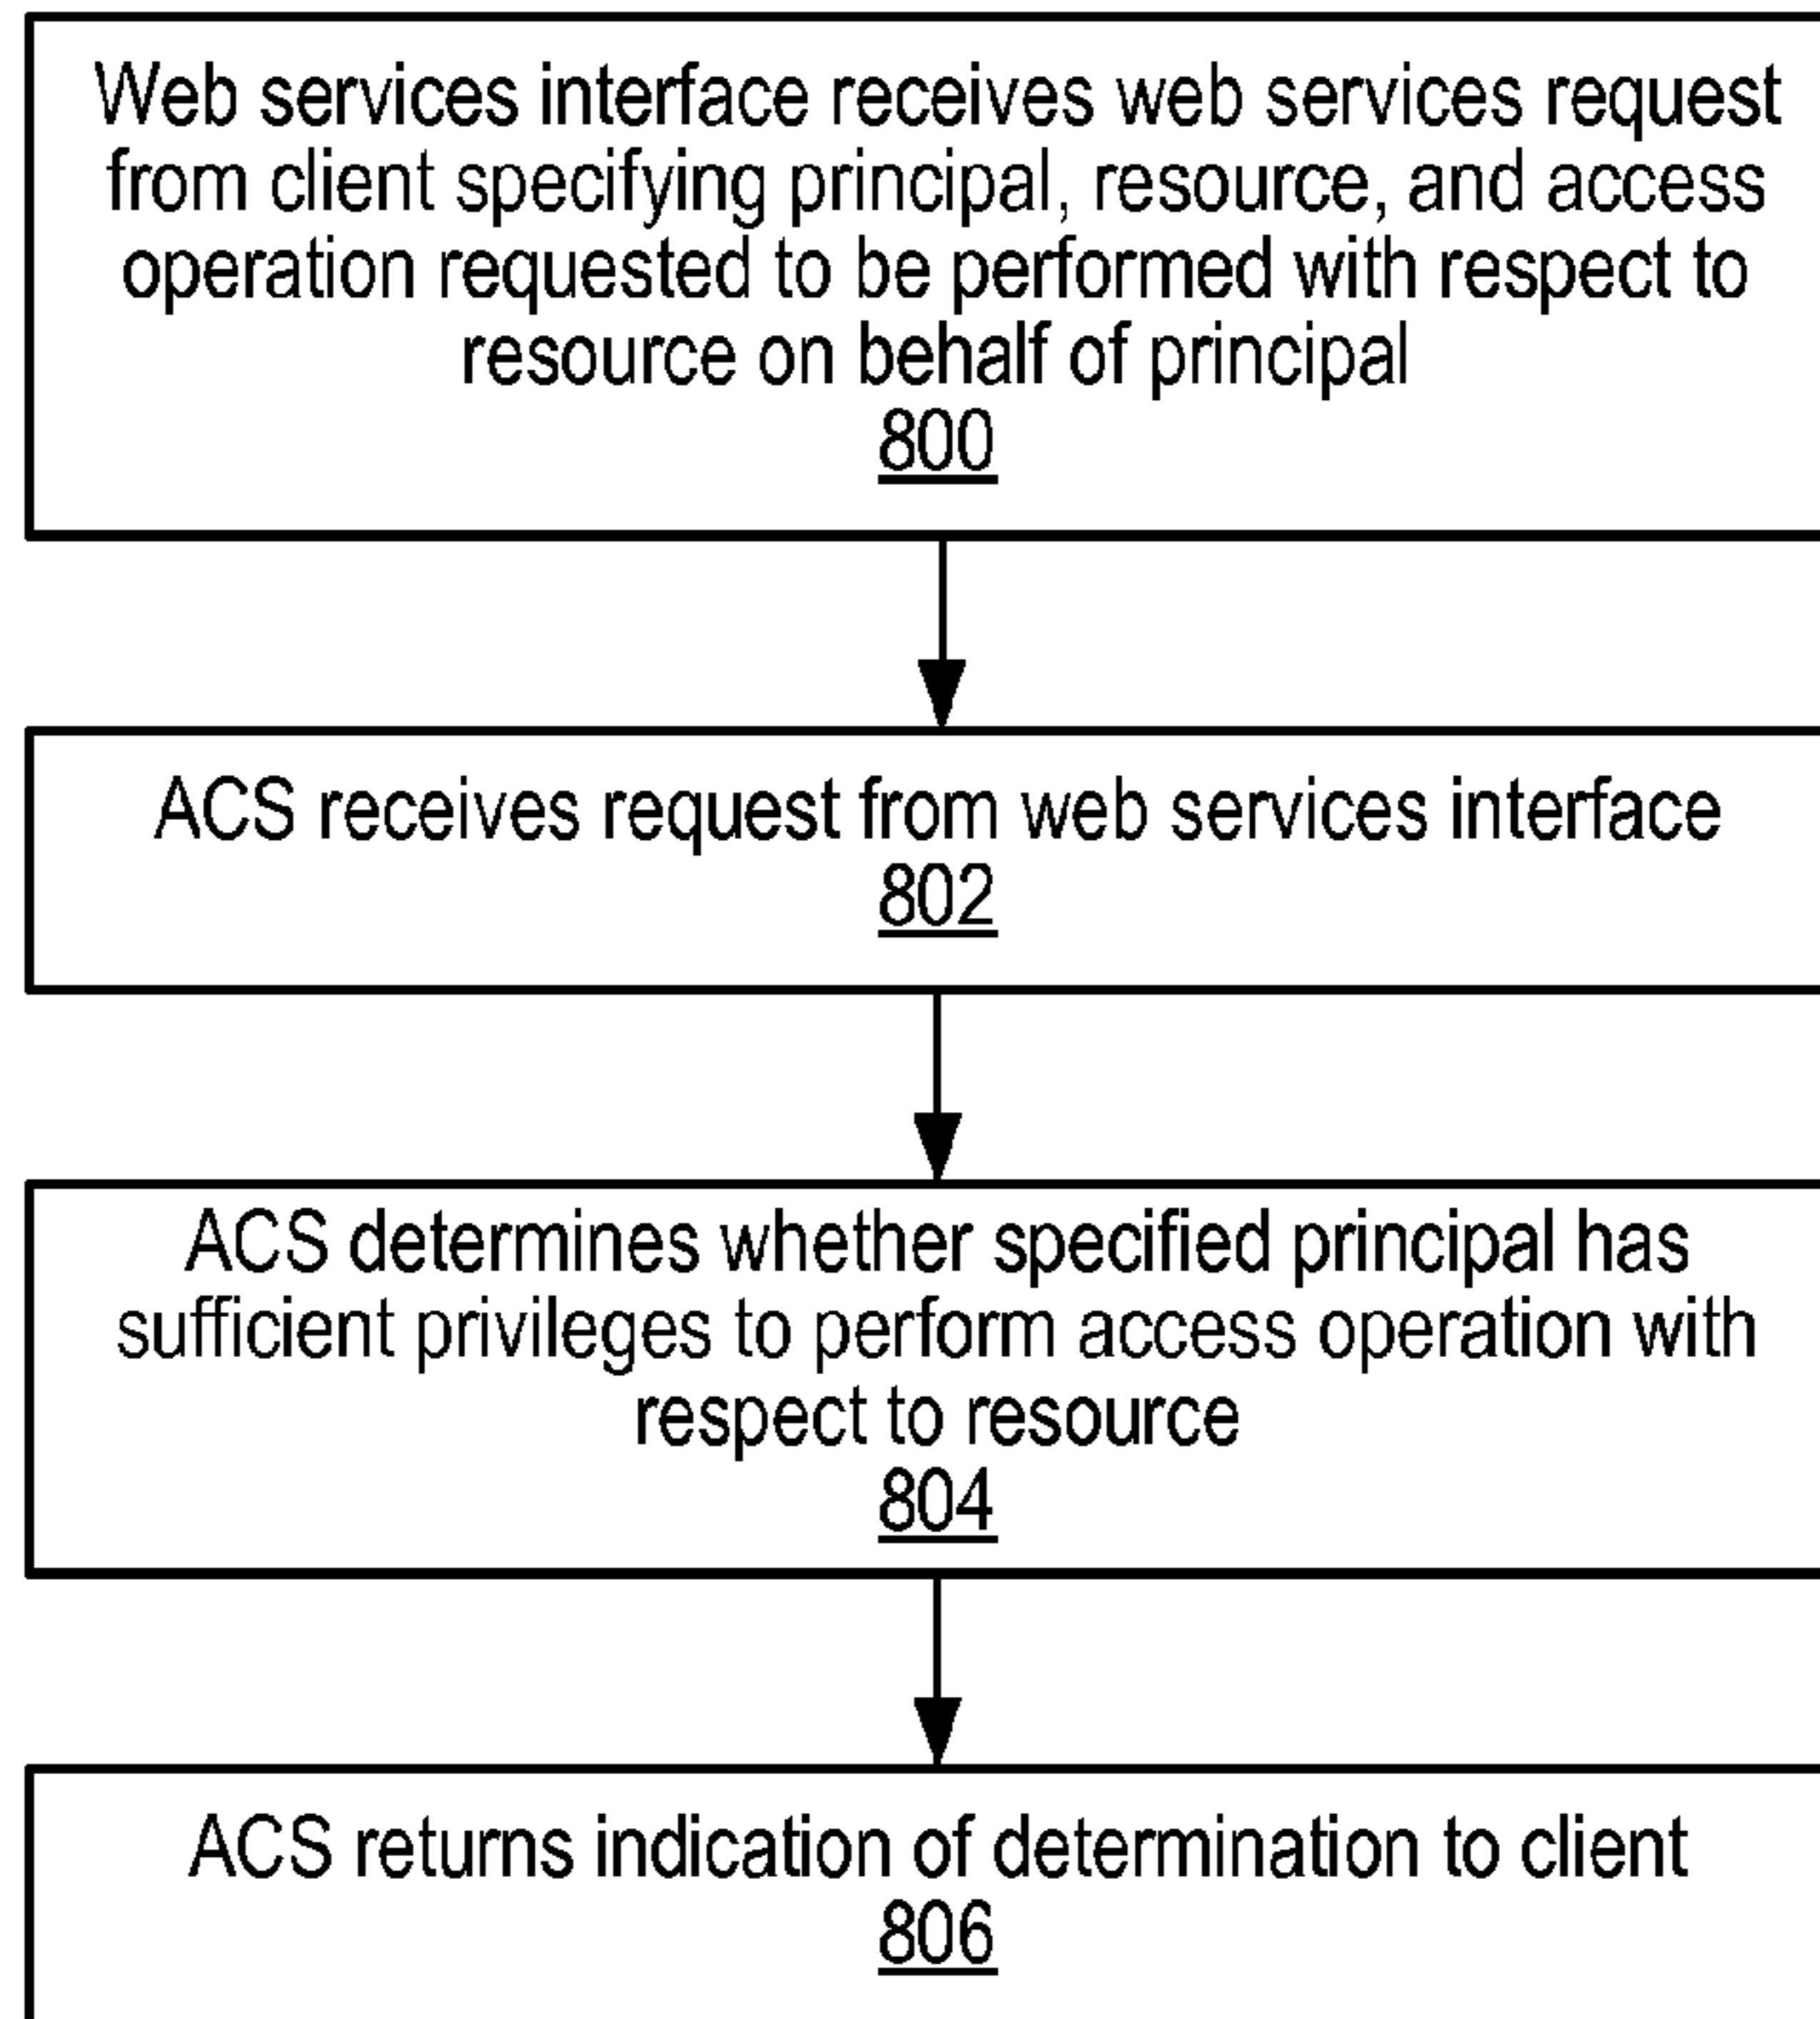 Web services interface receives web services request
from client specifying principal, resource, and access
operation requested to be performed with respect to
resource on behalf of principal
800
ACS receives request from web services interface
802
ACS determines whether specified principal has
sufficient privileges to perform access operation with
respect to resource
804
ACS returns indication of determination to client
806